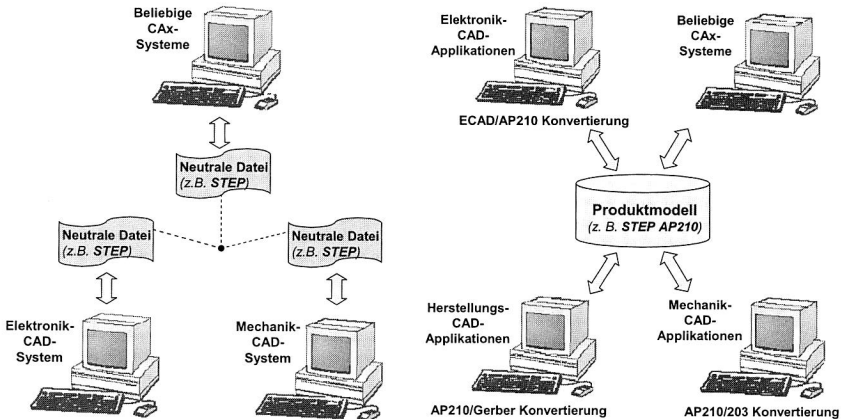 Beliebige
CAx-
Systeme
Neutrale Datei
(z.B. STEP)
Neutrale Datei
(z.B. STEP)
Neutrale Datei
(z.B. STEP)
Elektronik-
CAD-
System
Mechanik-
CAD-
System
Elektronik-
CAD-
Applikationen
ECAD/AP210 Konvertierung
Beliebige
CAx-
Systeme
Produktmodell
(z. B. STEP AP210)
Herstellungs-
CAD-
Applikationen
AP210/Gerber Konvertierung
Mechanik-
CAD-
Applikationen
AP210/203 Konvertierung